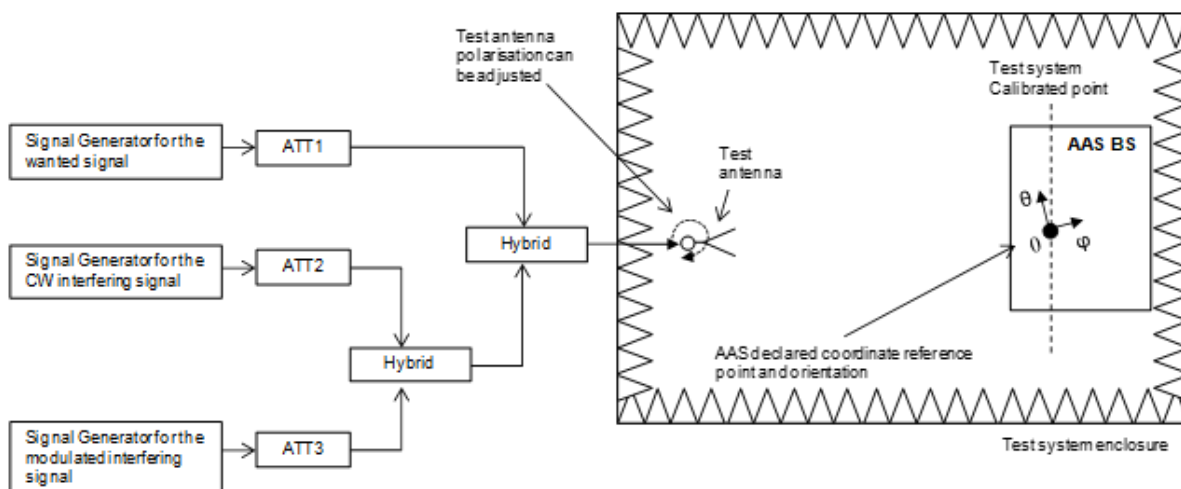 Test antenna
polarisation can
be adjusted
Test system
Calibrated point
Signal Generator for the
wanted signal
ATT1
AAS BS
Test
antenna
θ
Hybrid
0
φ
Signal Generator for the
CW interfering signal
ATT2
Hybrid
AAS declared coordinate reference
point and orientation
Signal Generator for the
modulated interfering
signal
ATT3
Test system enclosure